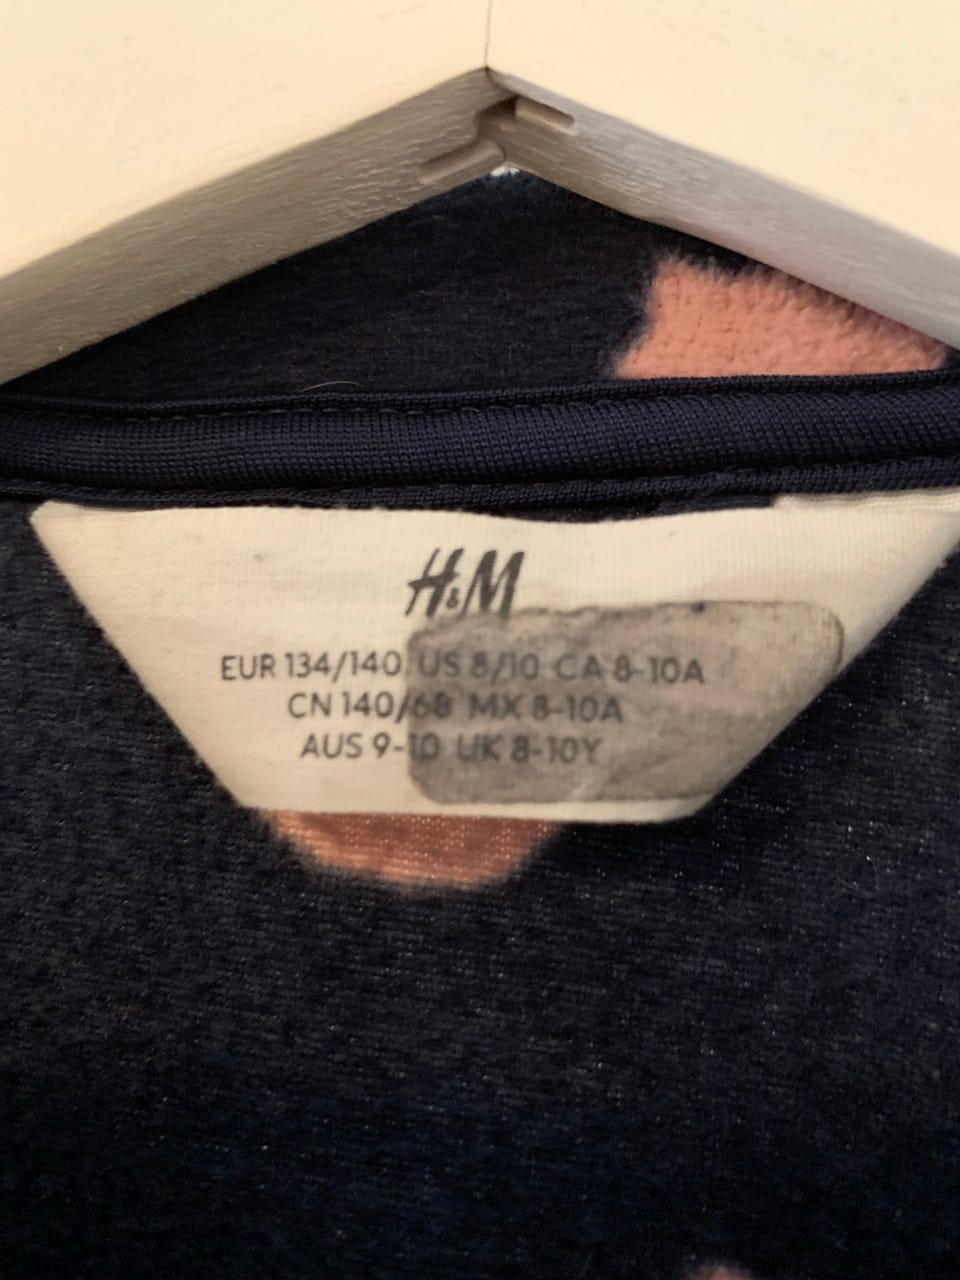 H&M
EUR 134/140 US 8/10 CA 8-10A
CN 140/68 MX 8-10A
AUS 9-10 UK 8-10Y